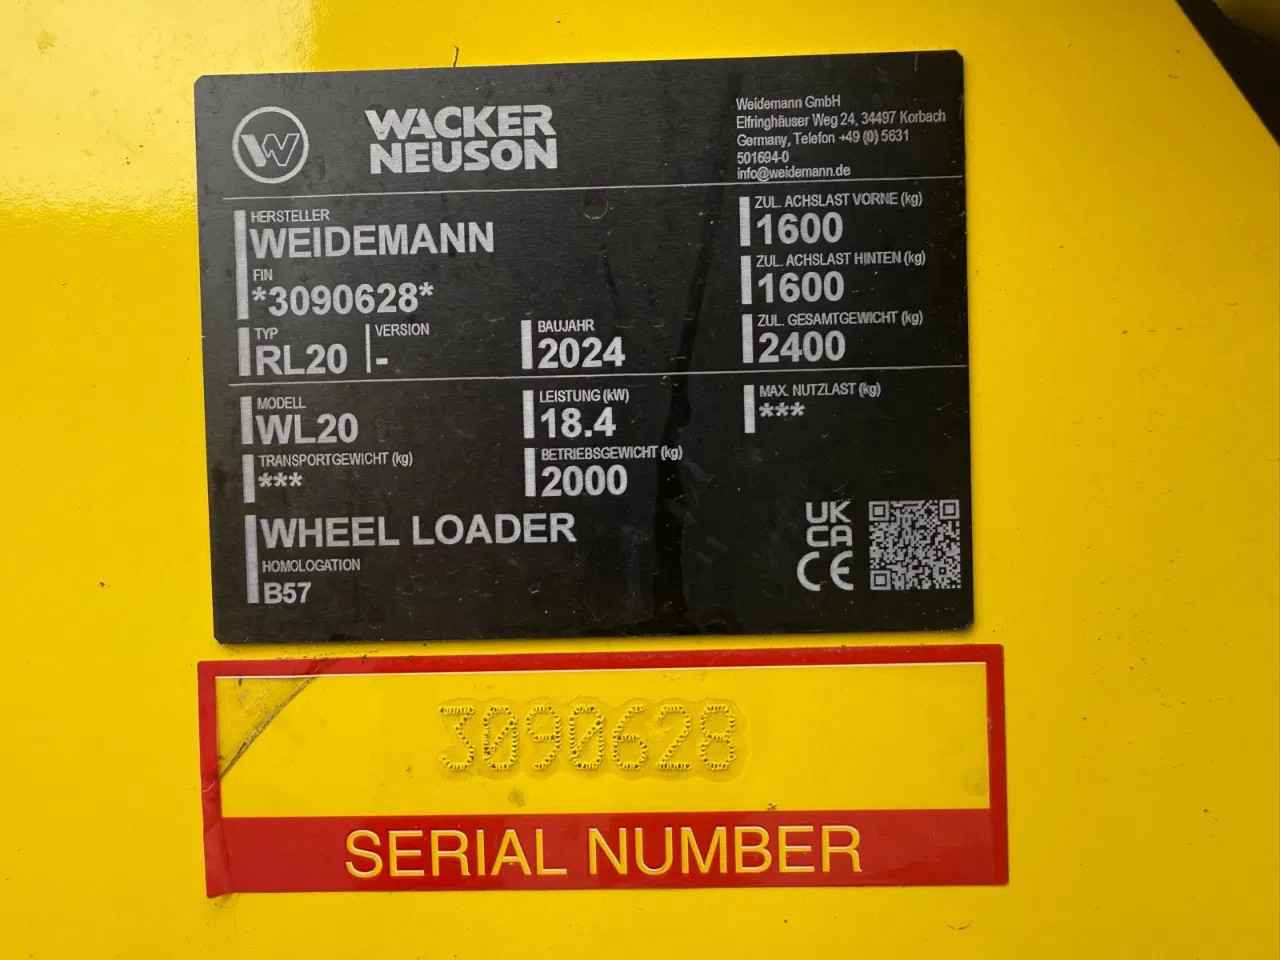 WACKER
NEUSON
Weidemann GmbH
Elfringhäuser Weg 24, 34497 Korbach
Germany, Telefon +49 (0) 5631
501694-0
info@weidemann.de
HERSTELLER
WEIDEMANN
FIN
*3090628*
TYP
RL20
VERSION
-
BAUJAHR
2024
ZUL. ACHSLAST VORNE (kg)
1600
ZUL. ACHSLAST HINTEN (kg)
1600
ZUL. GESAMTGEWICHT (kg)
2400
MODELL
WL20
LEISTUNG (kW)
18.4
MAX. NUTZLAST (kg)
***
TRANSPORTGEWICHT (kg)
***
BETRIEBSGEWICHT (kg)
2000
WHEEL LOADER
HOMOLOGATION
B57
UK
CA
CE
3090628
SERIAL NUMBER